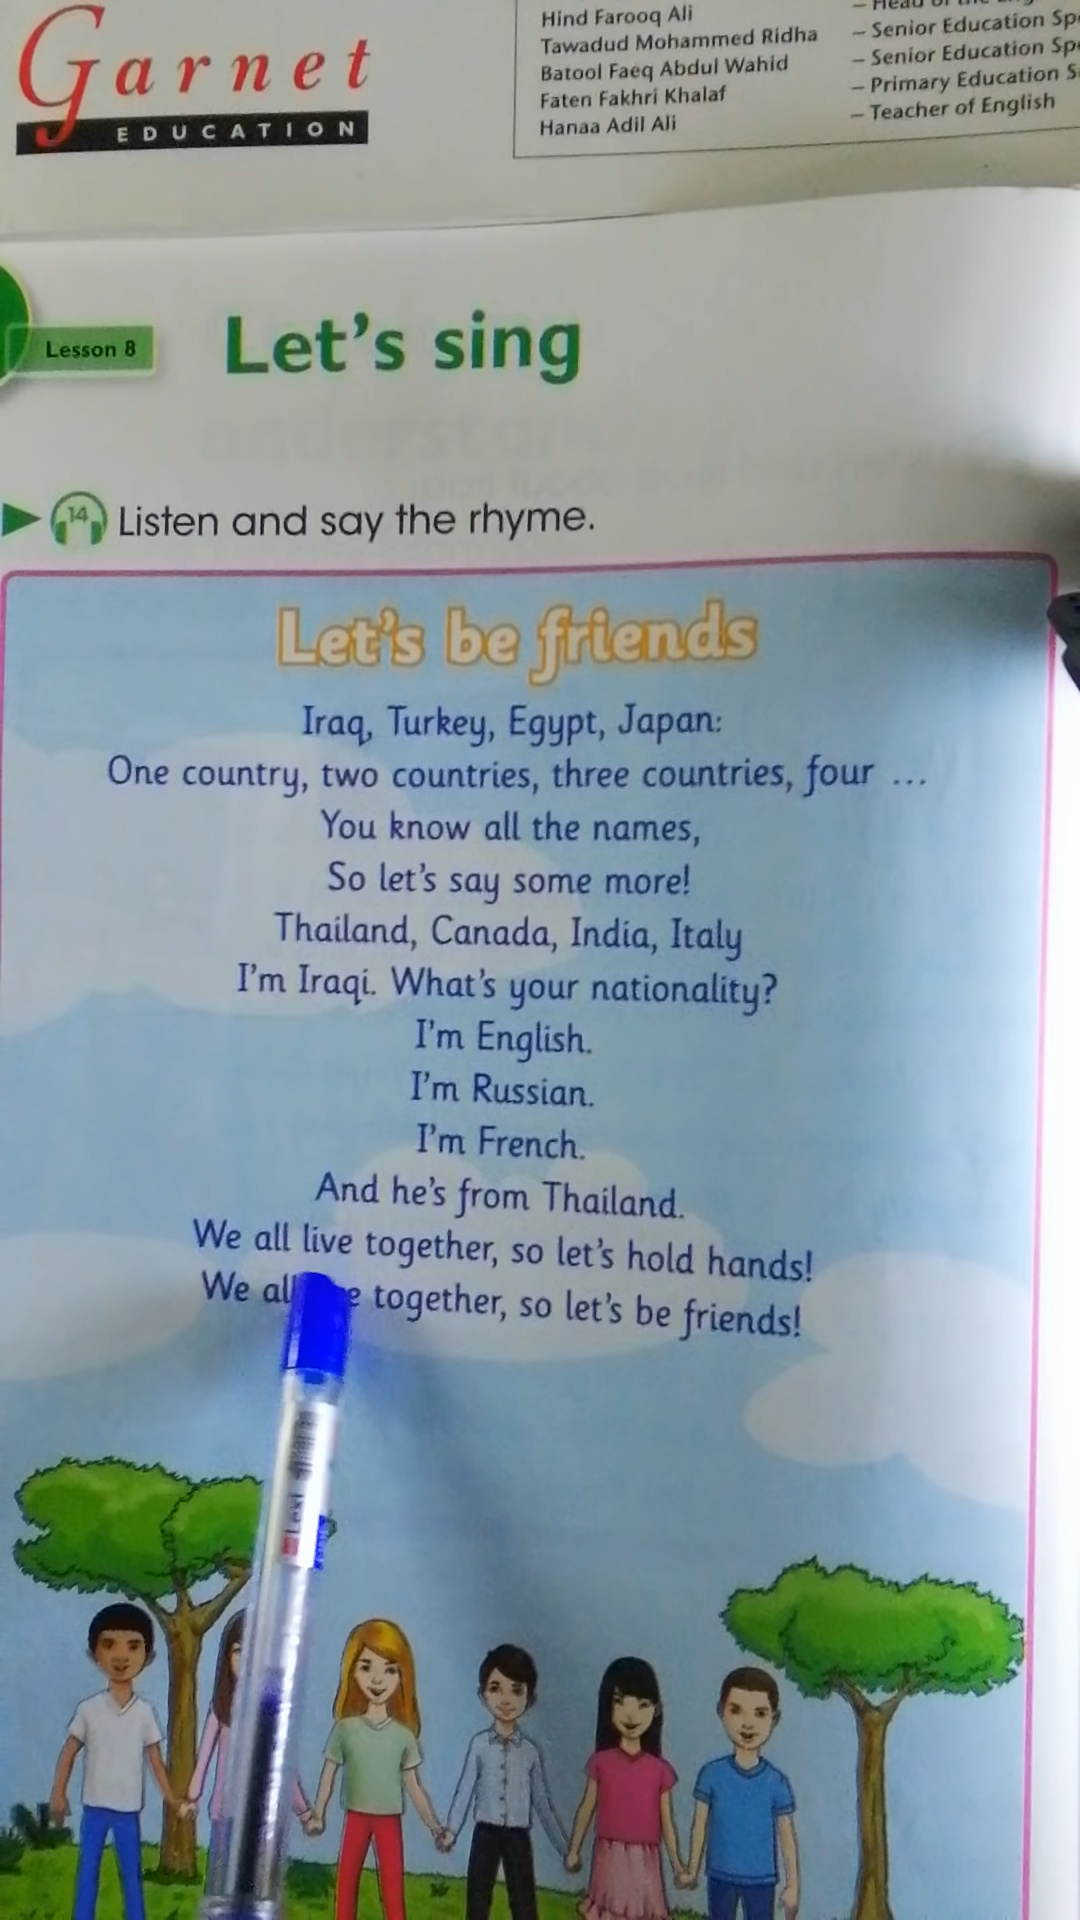 Garnet
EDUCATION
Hind Farooq Ali
Tawadud Mohammed Ridha
Batool Faeq Abdul Wahid
Faten Fakhri Khalaf
Hanaa Adil Ali
– Head of the
– Senior Education
– Senior Education
– Primary Education
– Teacher of English
Lesson 8
Let's sing
14 Listen and say the rhyme.
Let's be friends
Iraq, Turkey, Egypt, Japan:
One country, two countries, three countries, four ...
You know all the names,
So let's say some more!
Thailand, Canada, India, Italy
I'm Iraqi. What's your nationality?
I'm English.
I'm Russian.
I'm French.
And he's from Thailand.
We all live together, so let's hold hands!
We all together, so let's be friends!
Lexi